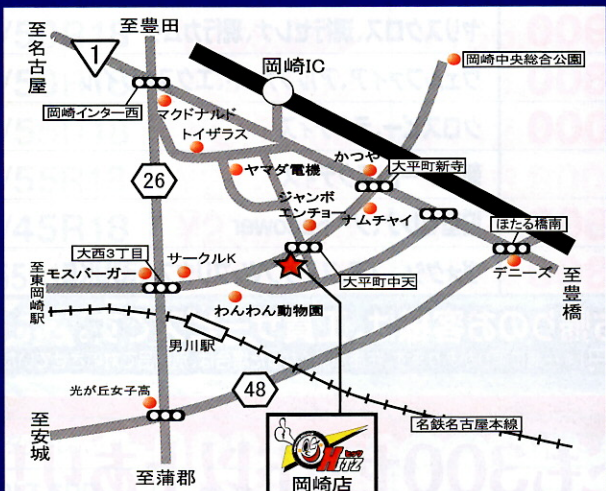 至豊田
至名古屋
1
岡崎IC
岡崎中央総合公園
岡崎インター西
マクドナルド
トイザラス
かつや
大平町新寺
ヤマダ電機
26
ジャンボ
エンチョー
ナムチャイ
ほたる橋南
大西3丁目
サークルK
モスバーガー
至東岡崎駅
大平町中天
デニーズ
至豊橋
わんわん動物園
男川駅
48
光が丘女子高
名鉄名古屋本線
至安城
ヒッツ
HITZ
岡崎店
至蒲郡